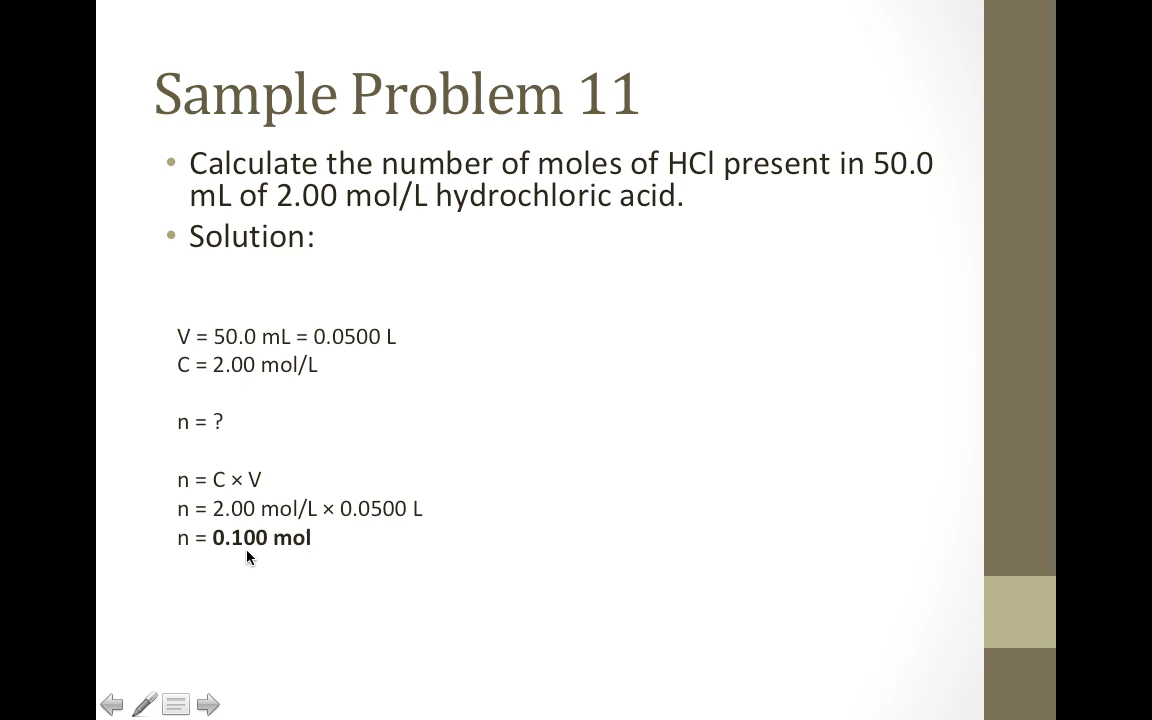 Sample Problem 11
• Calculate the number of moles of HCl present in 50.0
mL of 2.00 mol/L hydrochloric acid.
• Solution:
V = 50.0 mL = 0.0500 L
C = 2.00 mol/L
n = ?
n = C × V
n = 2.00 mol/L × 0.0500 L
n = 0.100 mol